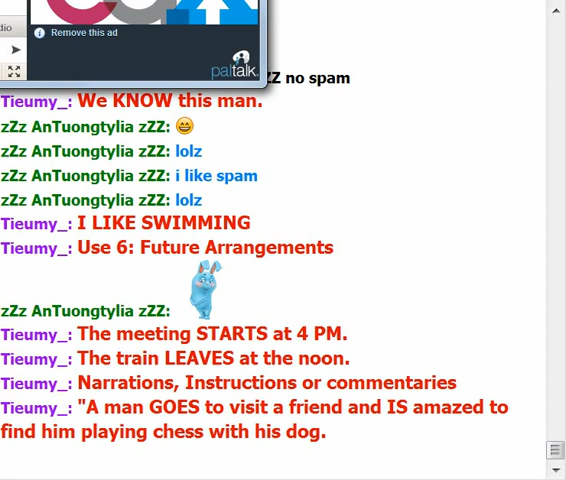 dio
Remove this ad
paltalk
ZZ no spam
Tieumy_: We KNOW this man.
zZz AnTuongtylia zZZ: 😄
zZz AnTuongtylia zZZ: lolz
zZz AnTuongtylia zZZ: i like spam
zZz AnTuongtylia zZZ: lolz
Tieumy_: I LIKE SWIMMING
Tieumy_: Use 6: Future Arrangements
zZz AnTuongtylia zZZ:
Tieumy_: The meeting STARTS at 4 PM.
Tieumy_: The train LEAVES at the noon.
Tieumy_: Narrations, Instructions or commentaries
Tieumy_: "A man GOES to visit a friend and IS amazed to
find him playing chess with his dog.